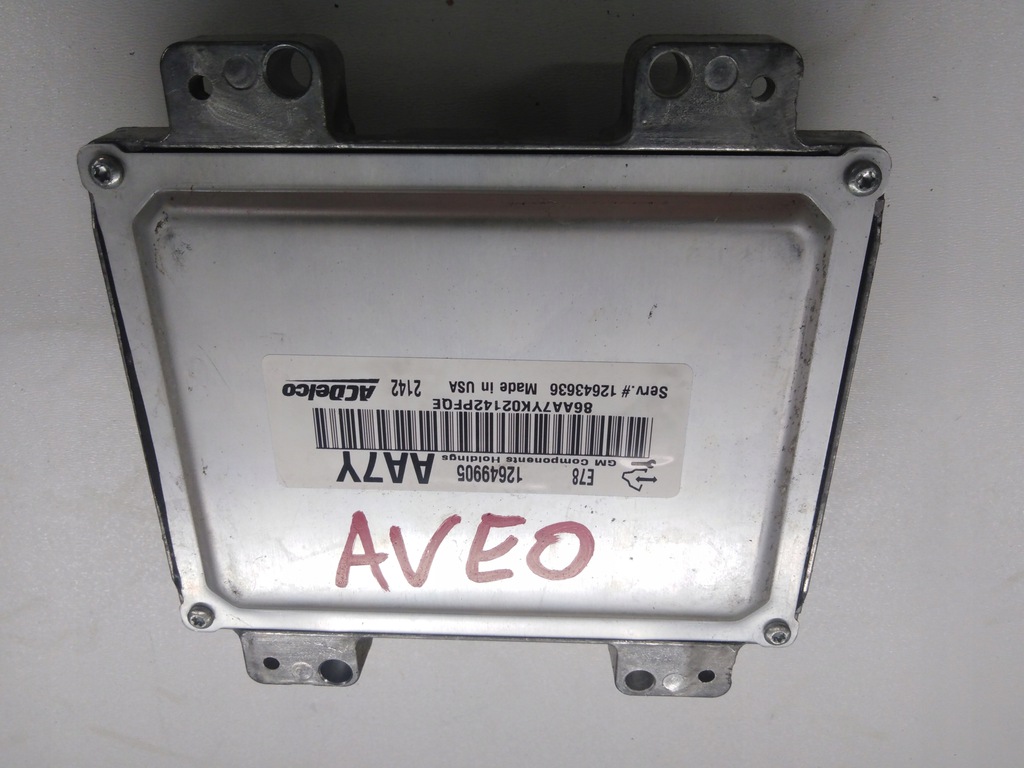 E78 12649905 AA7Y
GM Components Holdings
86AA7YK02142PFQE
Serv.# 12643636 Made in USA 2142 ACDelco
AVEO